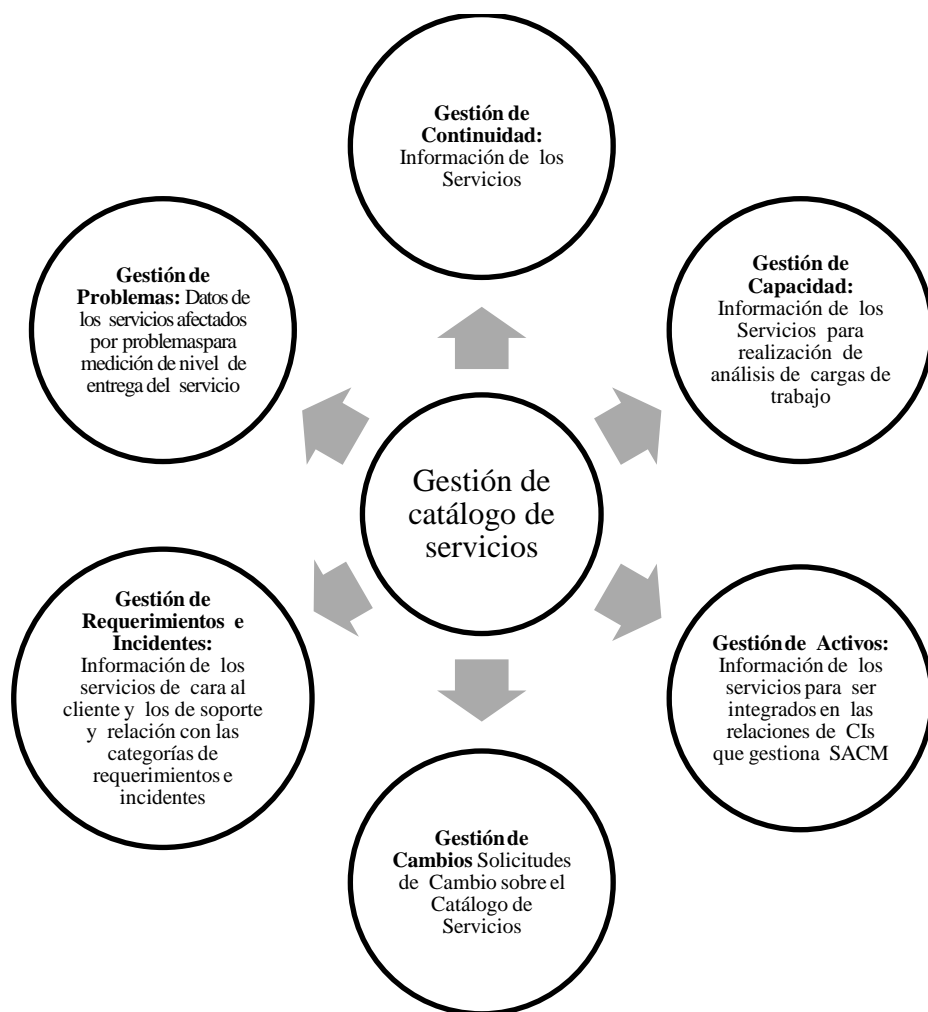 Gestión de
Continuidad:
Información de los
Servicios
Gestión de
Problemas: Datos de
los servicios afectados
por problemaspara
medición de nivel de
entrega del servicio
Gestión de
Capacidad:
Información de los
Servicios para
realización de
análisis de cargas de
trabajo
Gestión de
catálogo de
servicios
Gestión de
Requerimientos e
Incidentes:
Información de los
servicios de cara al
cliente y los de soporte
y relación con las
categorías de
requerimientos e
incidentes
Gestión de Activos:
Información de los
servicios para ser
integrados en las
relaciones de CIs
que gestiona SACM
Gestión de
Cambios Solicitudes
de Cambio sobre el
Catálogo de
Servicios